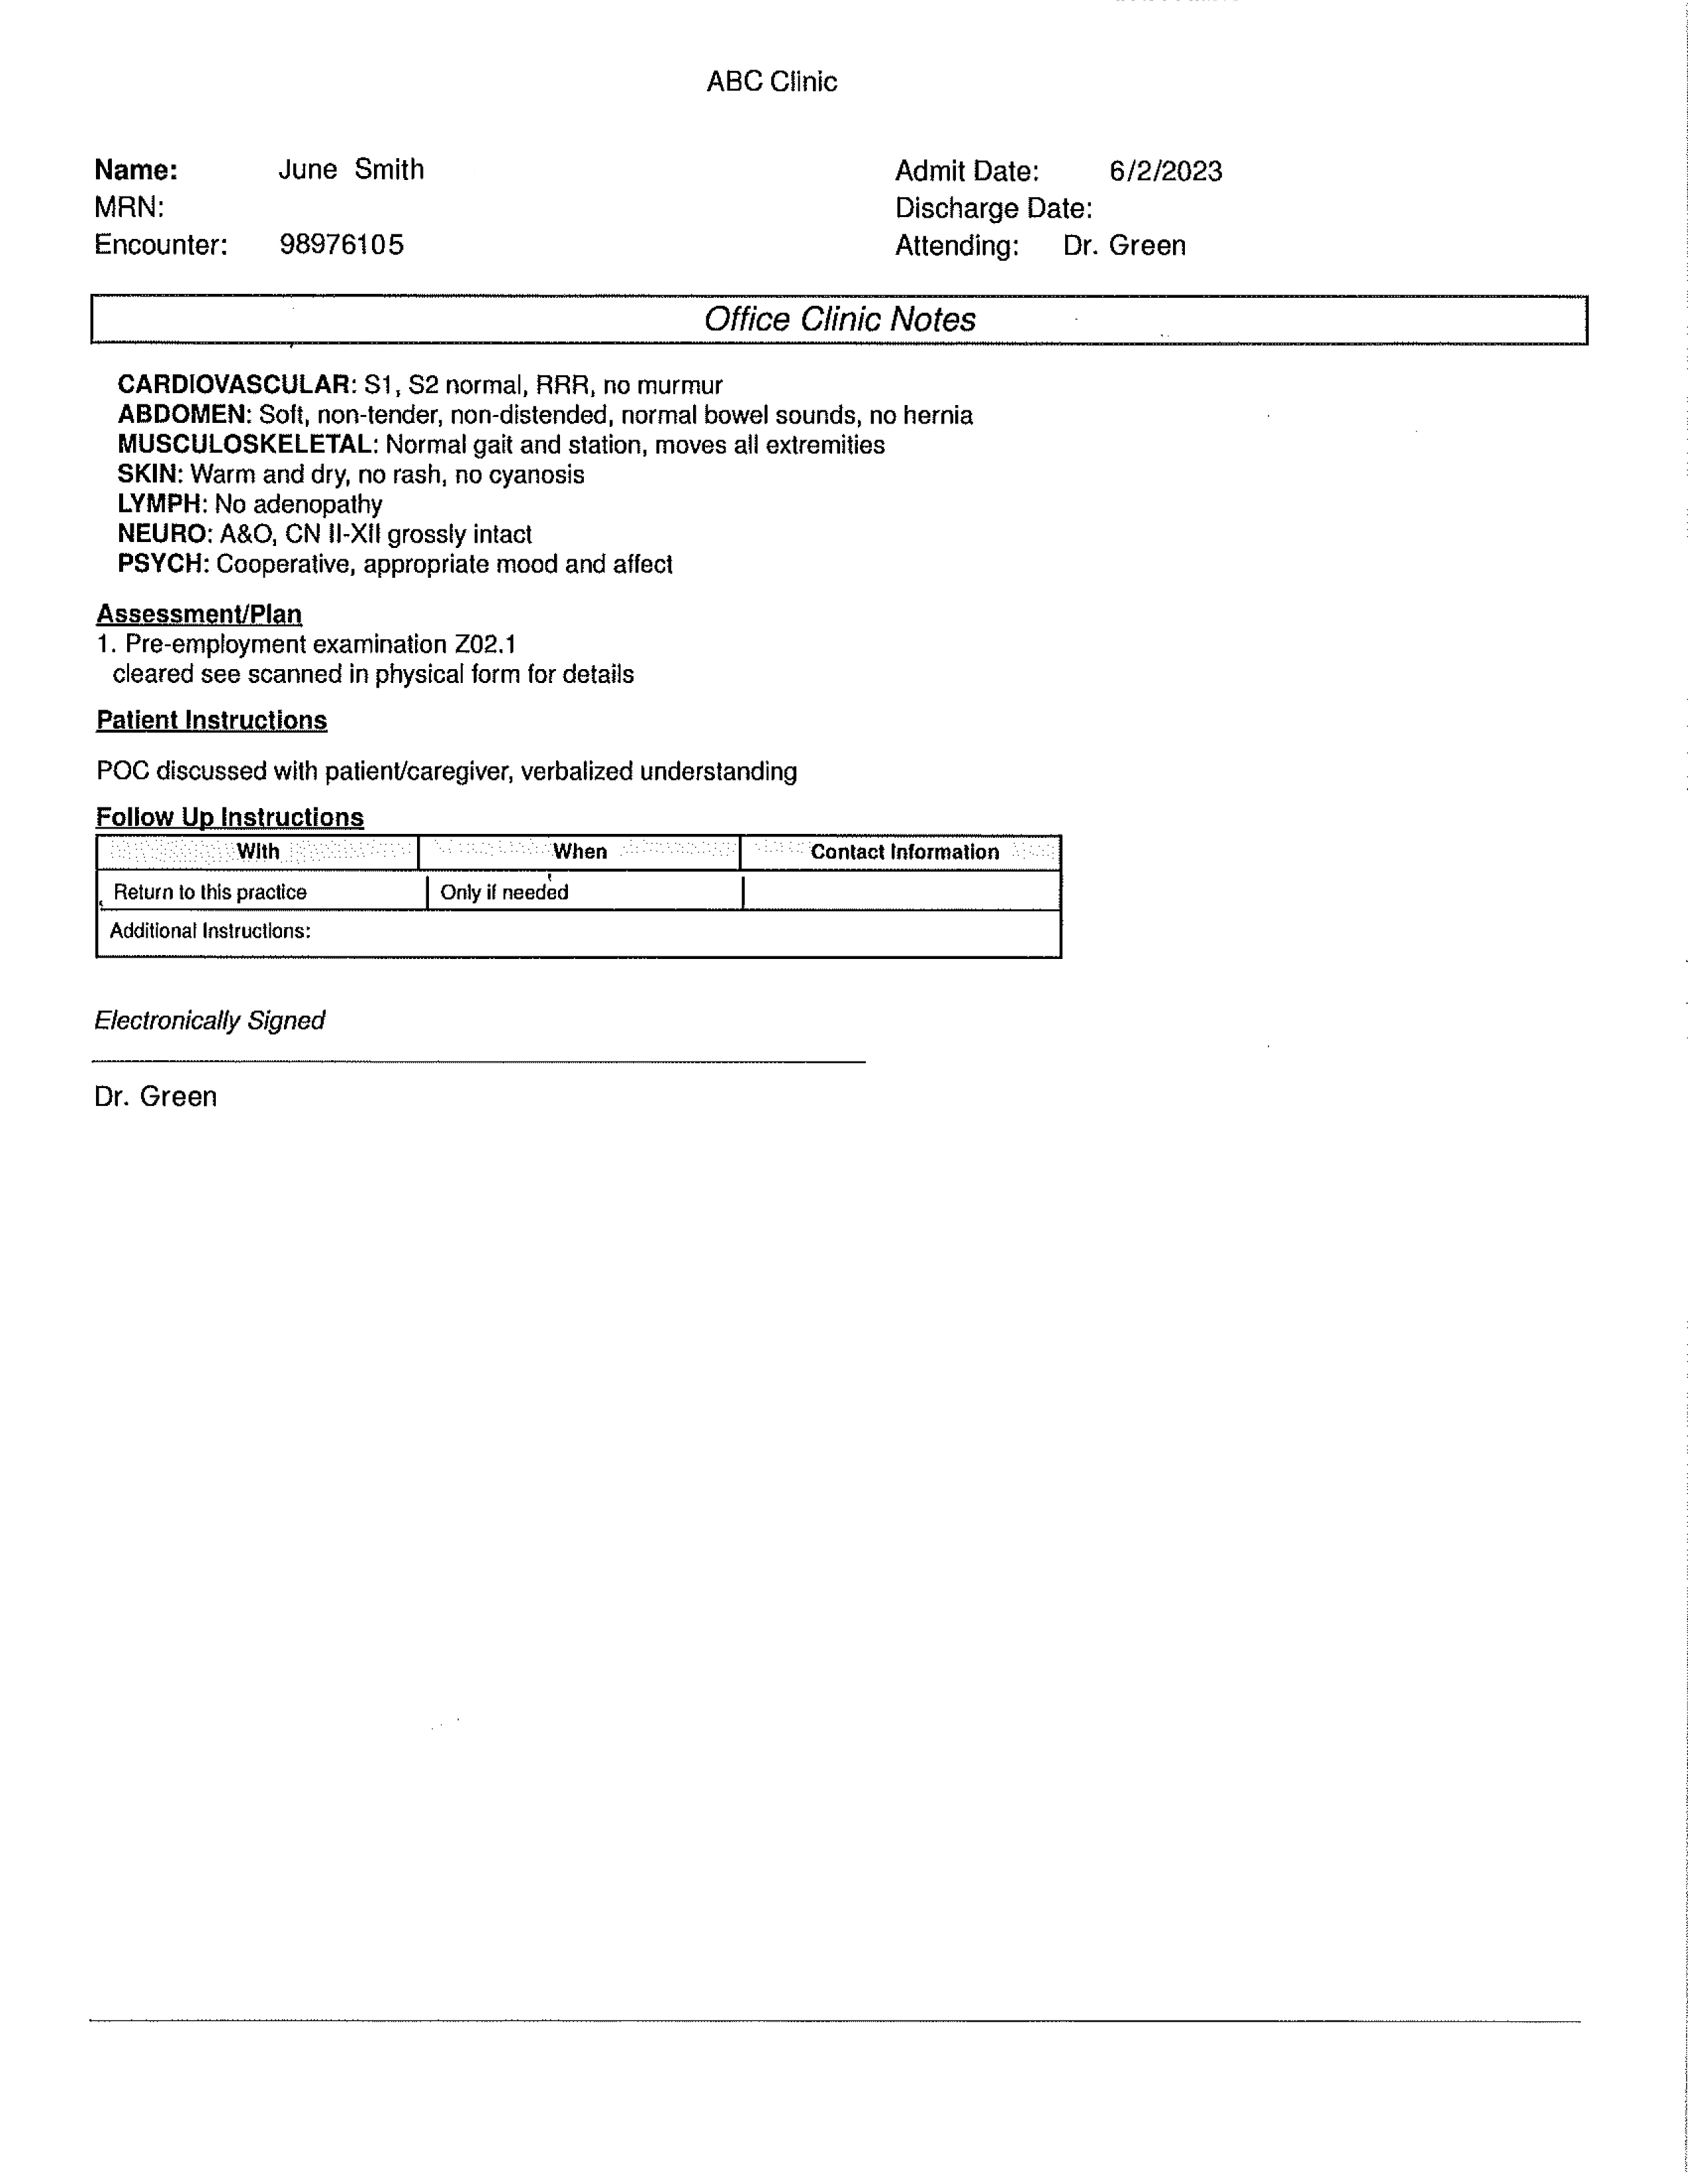 ABC Clinic
Name: June Smith Admit Date: 6/2/2023
MRN: Discharge Date:
Encounter: 98976105 Attending: Dr. Green
Office Clinic Notes
CARDIOVASCULAR: S1, S2 normal, RRR, no murmur
ABDOMEN: Soft, non-tender, non-distended, normal bowel sounds, no hernia
MUSCULOSKELETAL: Normal gait and station, moves all extremities
SKIN: Warm and dry, no rash, no cyanosis
LYMPH: No adenopathy
NEURO: A&O, CN II-XII grossly intact
PSYCH: Cooperative, appropriate mood and affect
Assessment/Plan
1. Pre-employment examination Z02.1
cleared see scanned in physical form for details
Patient Instructions
POC discussed with patient/caregiver, verbalized understanding
Follow Up Instructions
With When Contact Information
Return to this practice Only if needed
Additional Instructions:
Electronically Signed
Dr. Green